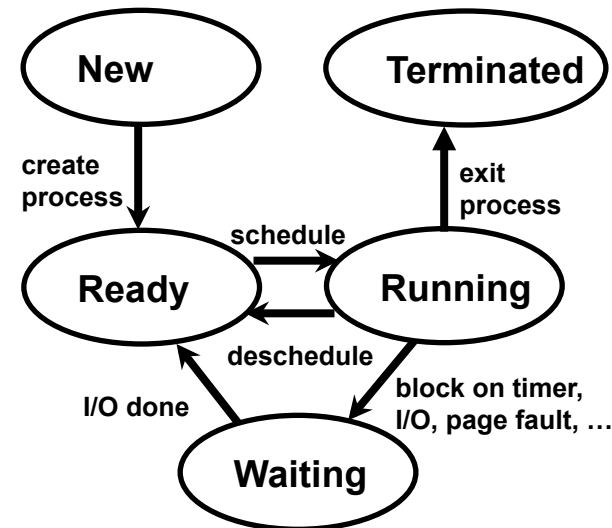 New
Terminated
create
process
exit
process
schedule
Ready
Running
deschedule
I/O done
block on timer,
I/O, page fault, ...
Waiting